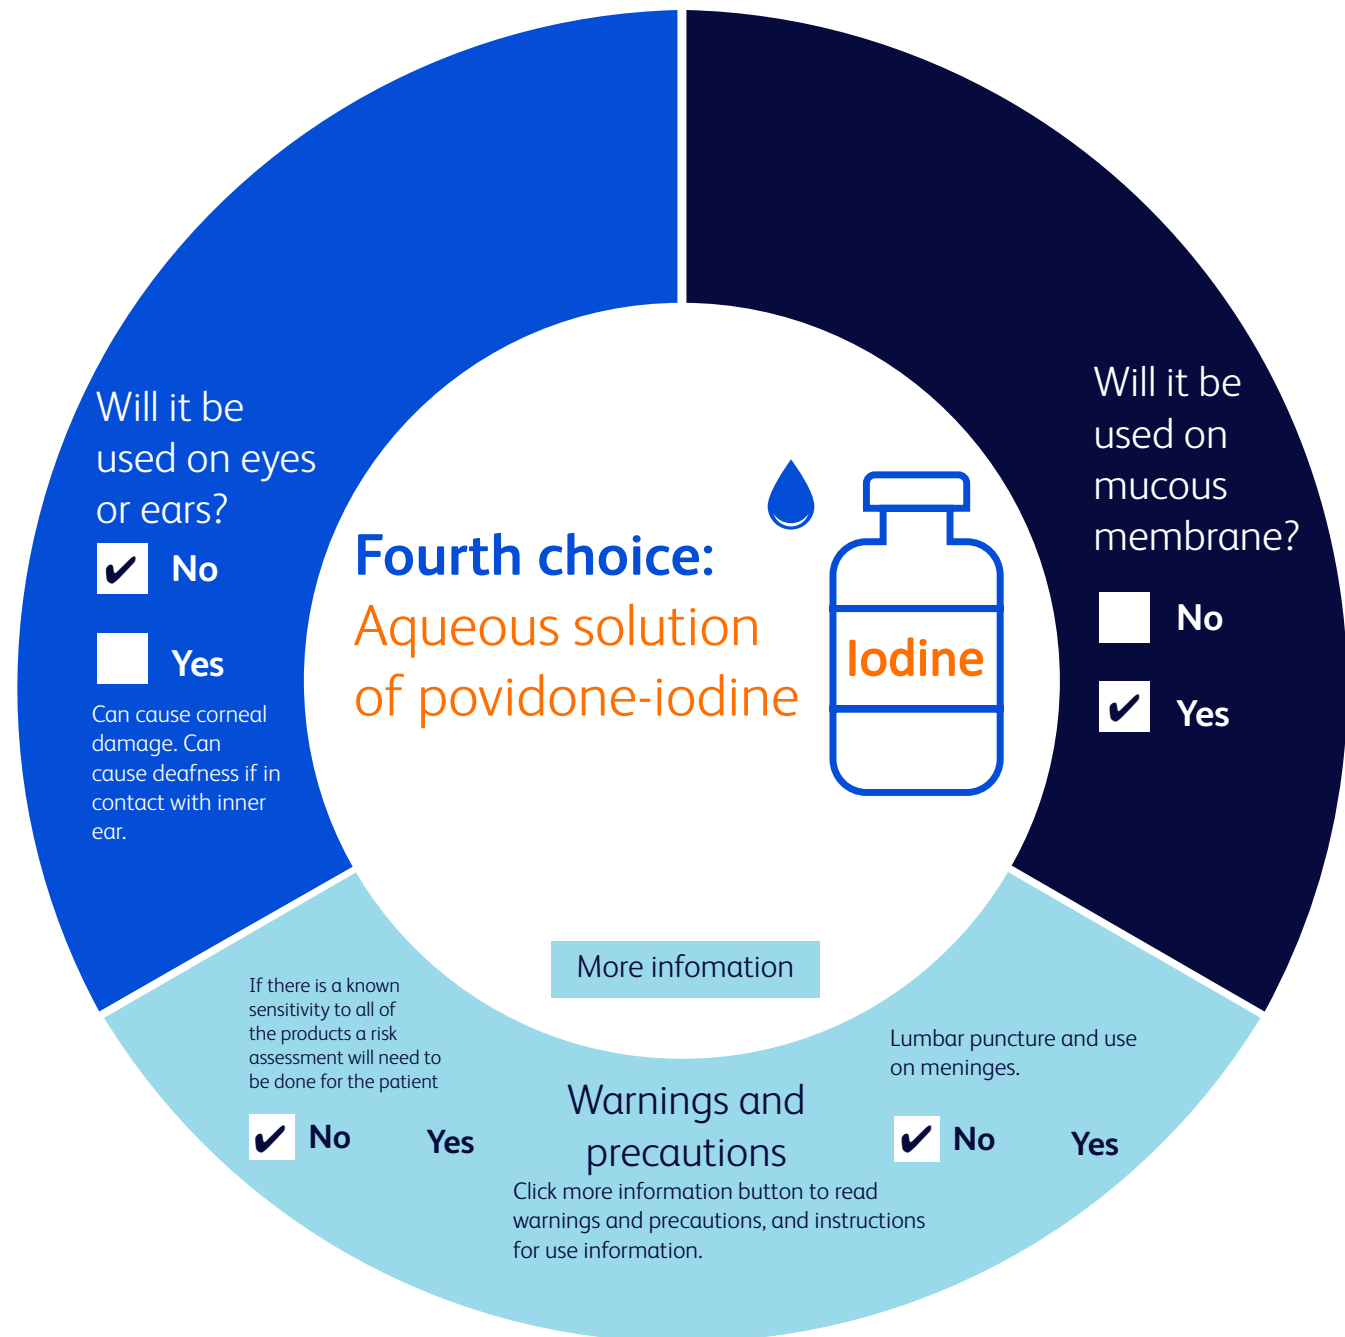 Will it be
used on eyes
or ears?
✔ No
Yes
Can cause corneal
damage. Can
cause deafness if in
contact with inner
ear.
Fourth choice:
Aqueous solution
of povidone-iodine
Iodine
Will it be
used on
mucous
membrane?
No
✔ Yes
More infomation
If there is a known
sensitivity to all of
the products a risk
assessment will need to
be done for the patient
✔ No Yes
Warnings and
precautions
Click more information button to read
warnings and precautions, and instructions
for use information.
Lumbar puncture and use
on meninges.
✔ No Yes